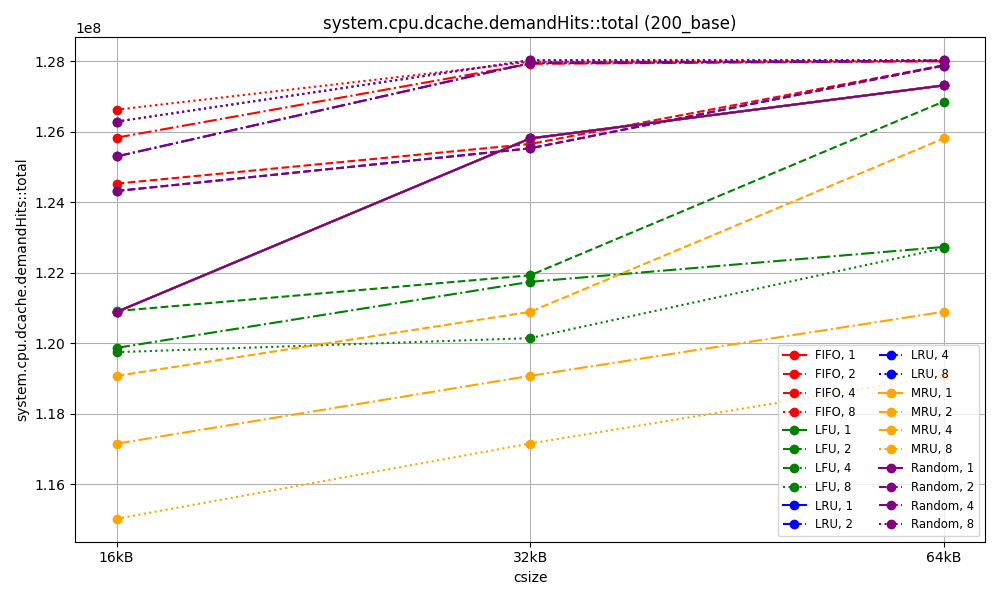 system.cpu.dcache.demandHits::total (200_base)
1e8
1.28
1.26
1.24
1.22
1.20
1.18
1.16
system.cpu.dcache.demandHits::total
16kB
32kB
64kB
csize
FIFO, 1
FIFO, 2
FIFO, 4
FIFO, 8
LFU, 1
LFU, 2
LFU, 4
LFU, 8
LRU, 1
LRU, 2
LRU, 4
LRU, 8
MRU, 1
MRU, 2
MRU, 4
MRU, 8
Random, 1
Random, 2
Random, 4
Random, 8